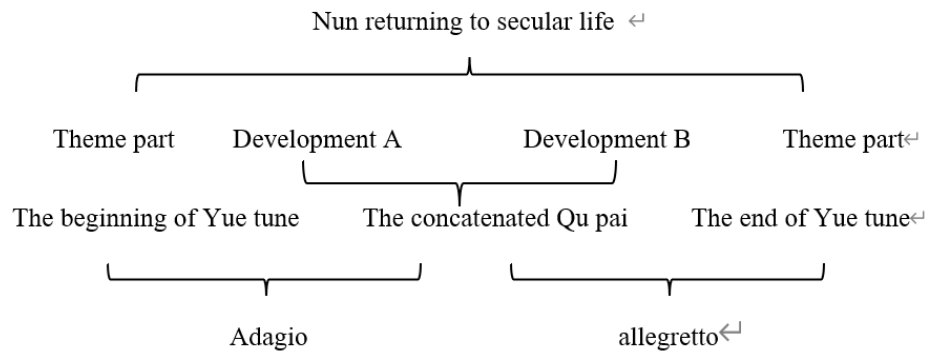 Nun returning to secular life
Theme part Development A Development B Theme part
The beginning of Yue tune The concatenated Qu pai The end of Yue tune
Adagio allegretto